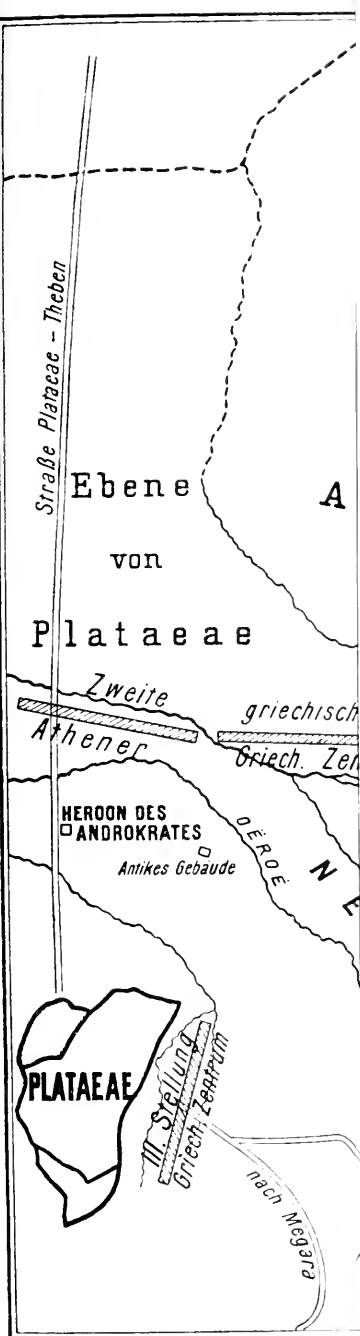 Straße Plataeae – Theben
Ebene
A
von
Plataeae
Zweite
griechisch
Athener
Griech. Zen
HEROON DES
ANDROKRATES
Antikes Gebäude
OËROË
N E
PLATAEAE
III. Stellung
Griech. Zentrum
nach Megara